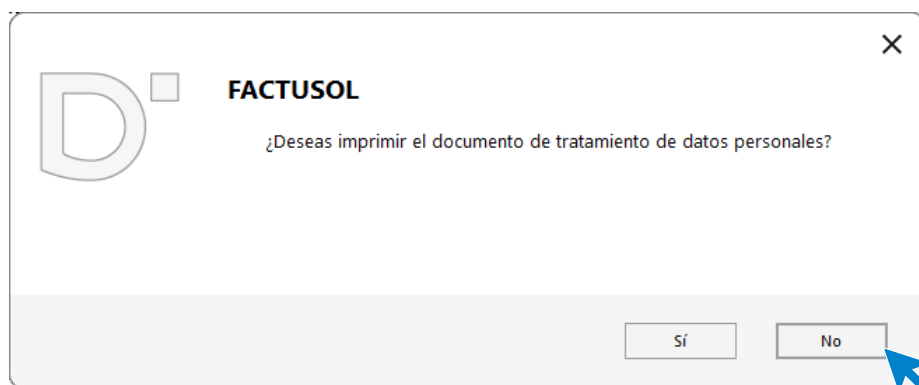 FACTUSOL
¿Deseas imprimir el documento de tratamiento de datos personales?
Sí
No